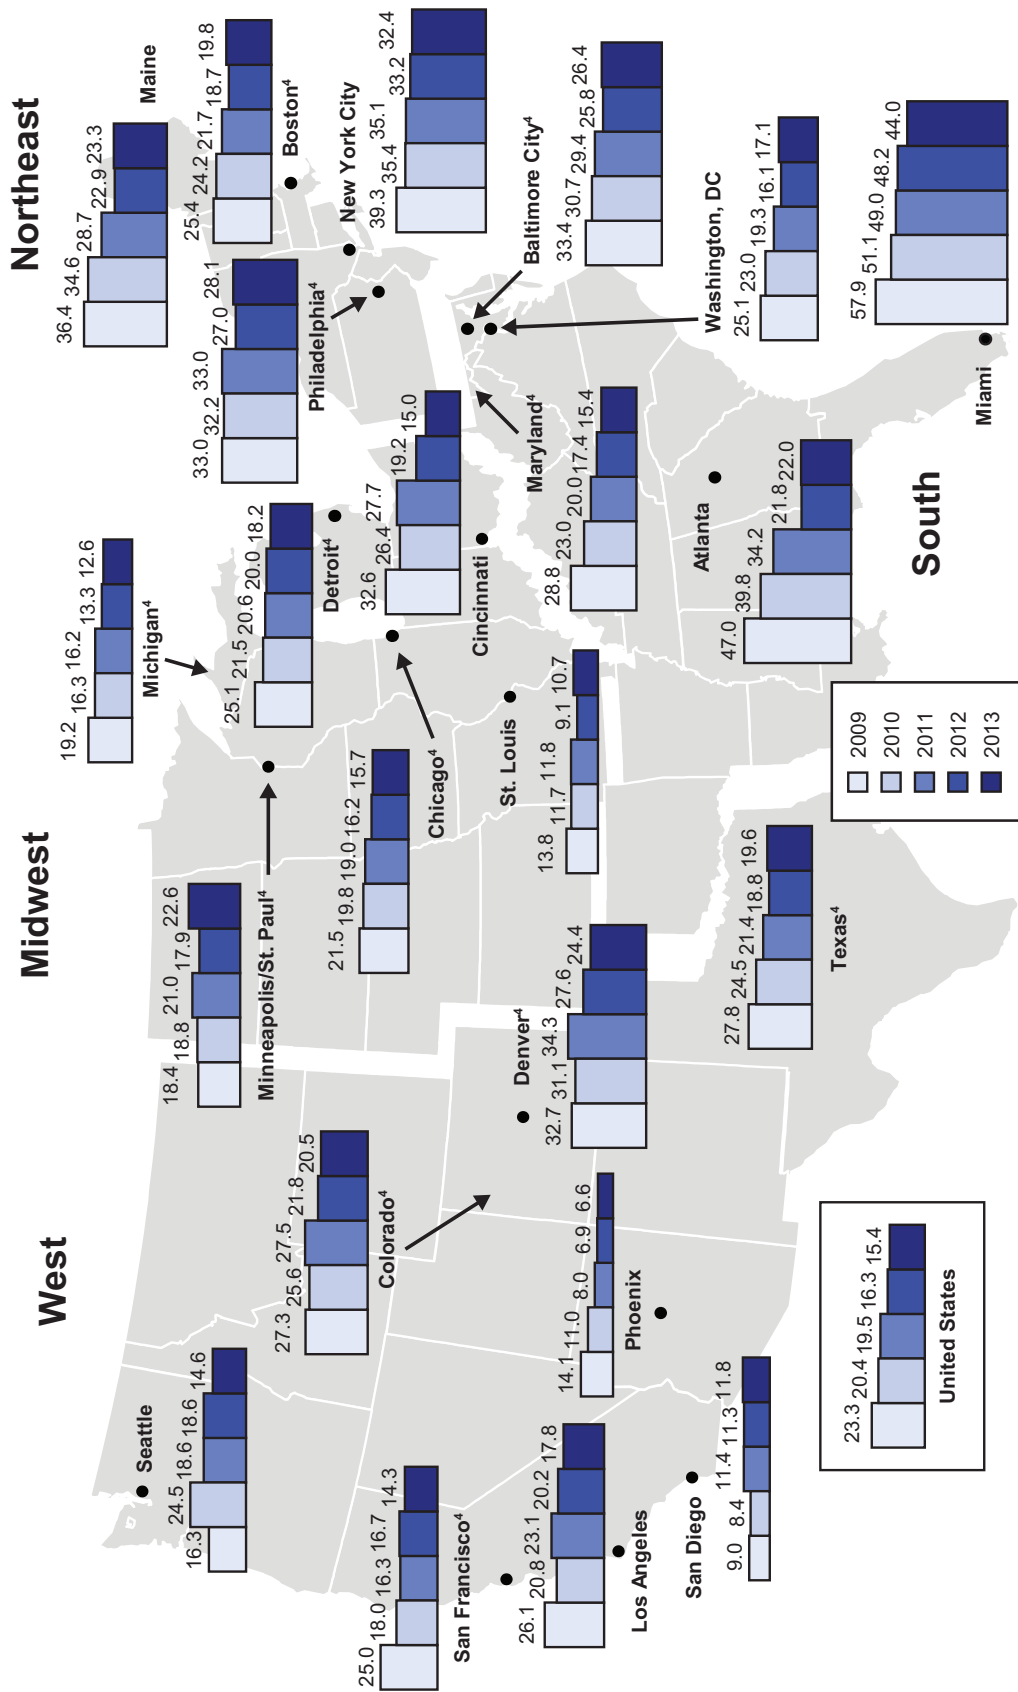 West
Midwest
Northeast
South
Seattle
16.3 24.5 18.6 18.6 14.6
San Francisco⁴
25.0 18.0 16.3 16.7 14.3
Los Angeles
26.1 20.8 23.1 20.2 17.8
San Diego
9.0 8.4 11.4 11.3 11.8
Phoenix
14.1 11.0 8.0 6.9 6.6
Colorado⁴
27.3 25.6 27.5 21.8 20.5
Denver⁴
32.7 31.1 34.3 27.6 24.4
Minneapolis/St. Paul⁴
18.4 18.8 21.0 17.9 22.6
Chicago⁴
21.5 19.8 19.0 16.2 15.7
St. Louis
13.8 11.7 11.8 9.1 10.7
Michigan⁴
19.2 16.3 16.2 13.3 12.6
Detroit⁴
25.1 21.5 20.6 20.0 18.2
Cincinnati
32.6 26.4 27.7 19.2 15.0
Maine
36.4 34.6 28.7 22.9 23.3
Boston⁴
25.4 24.2 21.7 18.7 19.8
New York City
39.3 35.4 35.1 33.2 32.4
Philadelphia⁴
33.0 32.2 33.0 27.0 28.1
Baltimore City⁴
33.4 30.7 29.4 25.8 26.4
Washington, DC
25.1 23.0 19.3 16.1 17.1
Maryland⁴
28.8 23.0 20.0 17.4 15.4
Atlanta
47.0 39.8 34.2 21.8 22.0
Miami
57.9 51.1 49.0 48.2 44.0
Texas⁴
27.8 24.5 21.4 18.8 19.6
United States
23.3 20.4 19.5 16.3 15.4
2009
2010
2011
2012
2013